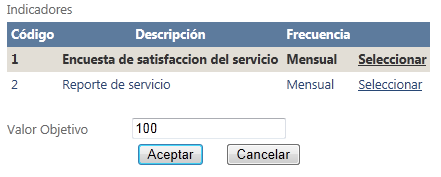 Indicadores
Código Descripción Frecuencia
1 Encuesta de satisfaccion del servicio Mensual Seleccionar
2 Reporte de servicio Mensual Seleccionar
Valor Objetivo 100
Aceptar Cancelar